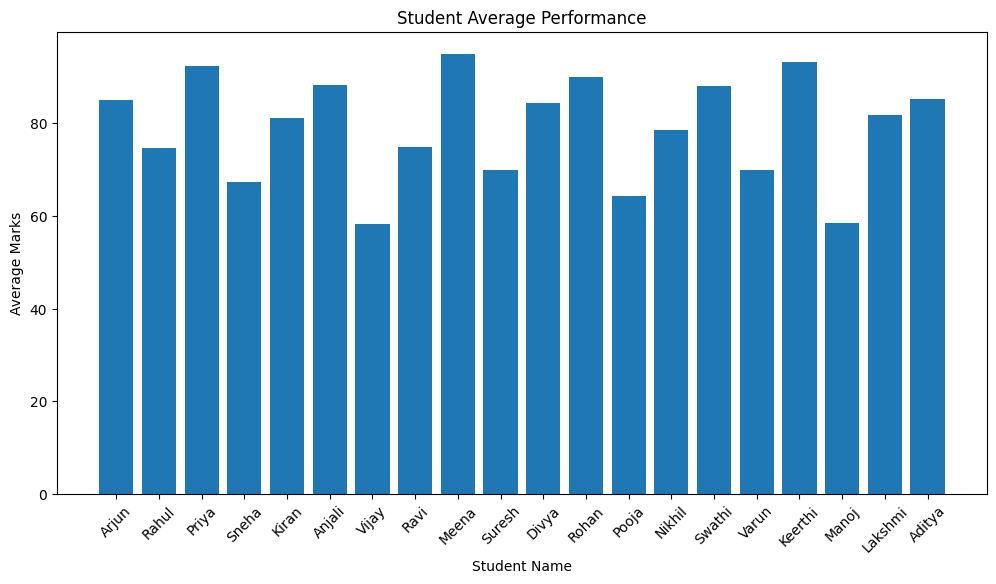 Student Average Performance
Average Marks
80
60
40
20
0
Arjun
Rahul
Priya
Sneha
Kiran
Anjali
Vijay
Ravi
Meena
Suresh
Divya
Rohan
Pooja
Nikhil
Swathi
Varun
Keerthi
Manoj
Lakshmi
Aditya
Student Name